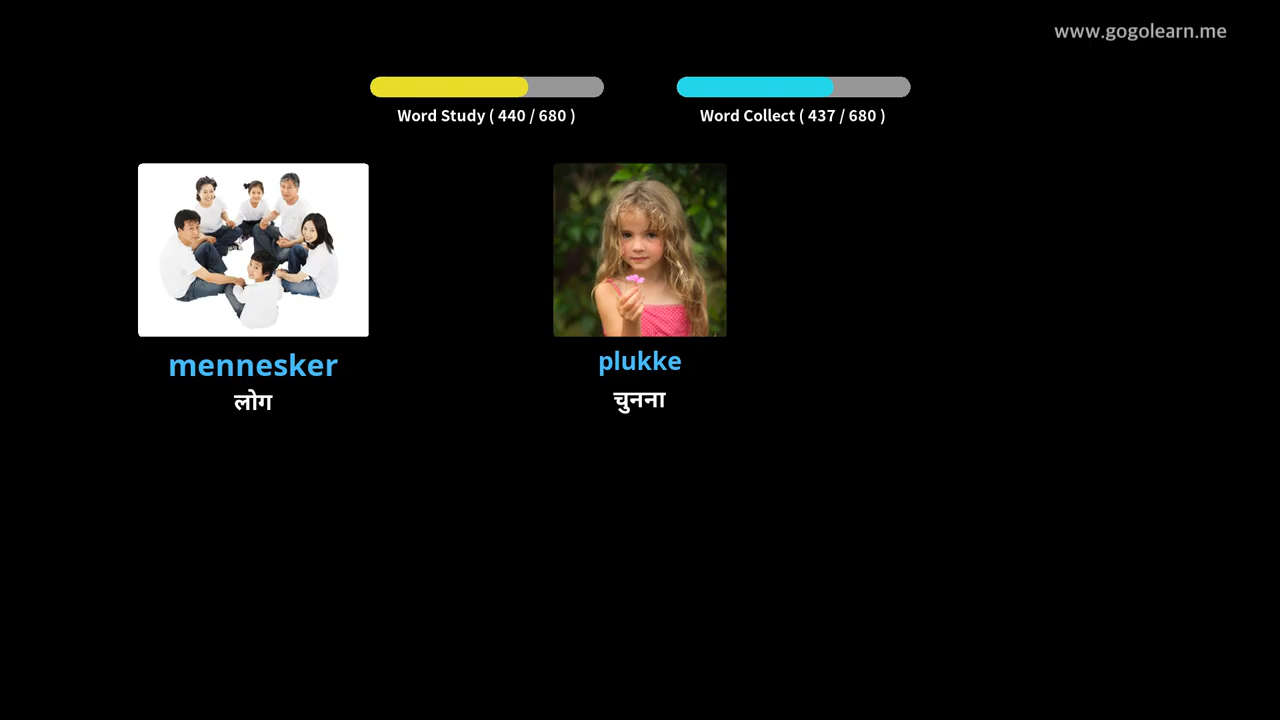 www.gogolearn.me
Word Study ( 440 / 680 )
Word Collect ( 437 / 680 )
mennesker
लोग
plukke
चुनना